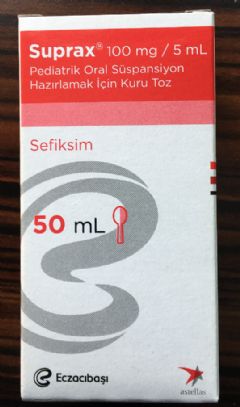 Suprax® 100 mg / 5 mL
Pediatrik Oral Süspansiyon
Hazırlamak İçin Kuru Toz
Sefiksim
50 mL
Eczacıbaşı
astellas